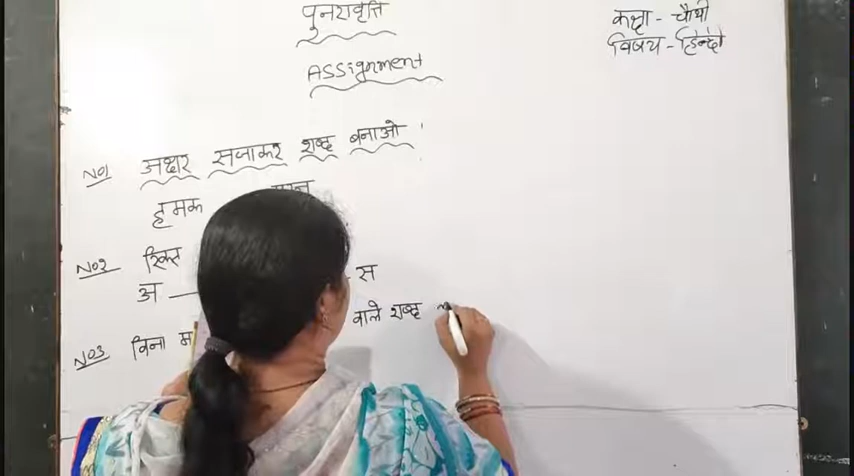 पुनरावृत्ति
कक्षा - चौथी
विषय - हिन्दी
Assignment
No1 अक्षर सजाकर शब्द बनाओ ।
हमक
No2 रिक्त
अ — - स
No3 विना म वाले शब्द